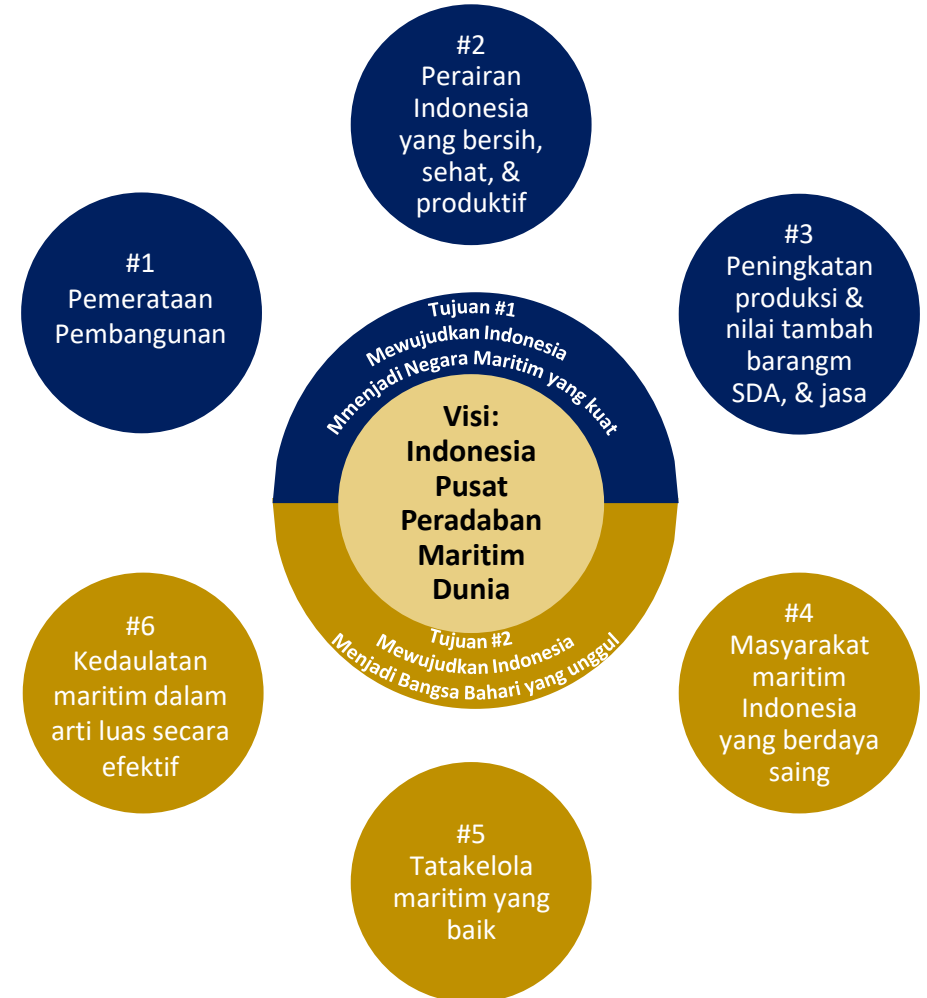 #2
Perairan
Indonesia
yang bersih,
sehat, &
produktif
#1
Pemerataan
Pembangunan
#3
Peningkatan
produksi &
nilai tambah
barangm
SDA, & jasa
Tujuan #1
Mewujudkan Indonesia
Mmenjadi Negara Maritim yang kuat
Visi:
Indonesia
Pusat
Peradaban
Maritim
Dunia
Tujuan #2
Mewujudkan Indonesia
Menjadi Bangsa Bahari yang unggul
#6
Kedaulatan
maritim dalam
arti luas secara
efektif
#4
Masyarakat
maritim
Indonesia
yang berdaya
saing
#5
Tatakelola
maritim yang
baik